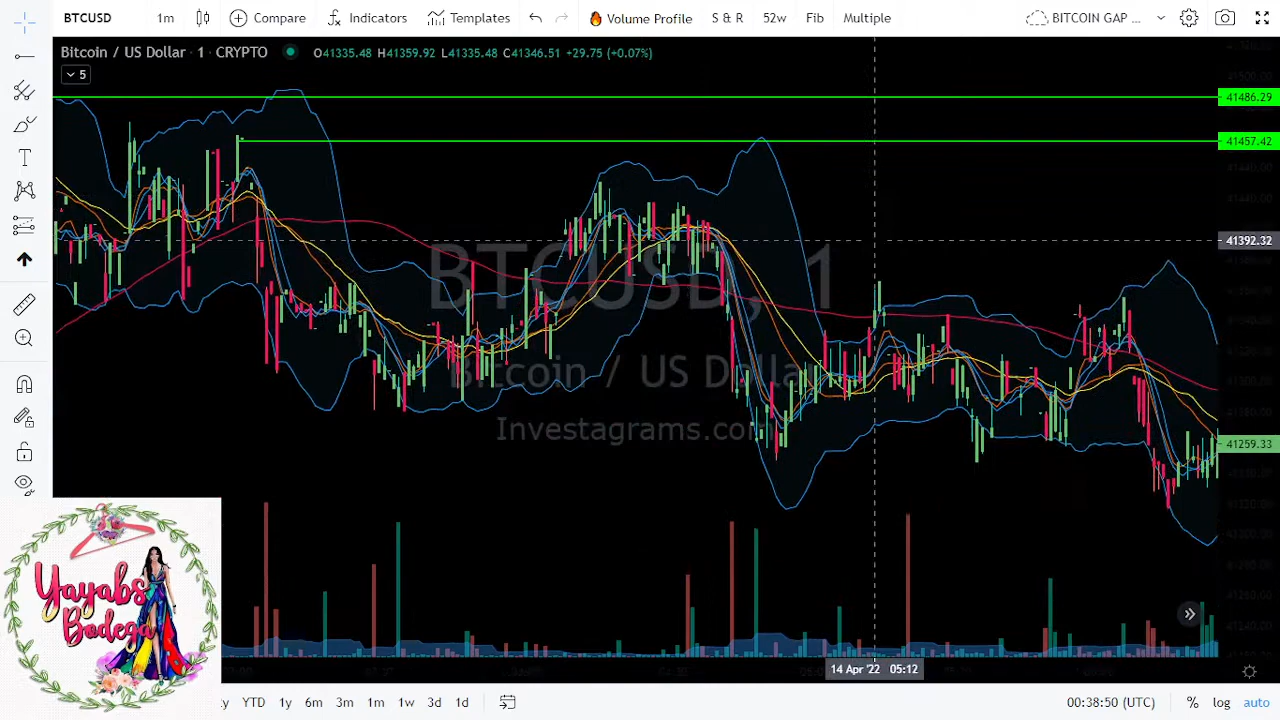 BTCUSD 1m Compare Indicators Templates Volume Profile S & R 52w Fib Multiple BITCOIN GAP ...
Bitcoin / US Dollar · 1 · CRYPTO O41335.48 H41359.92 L41335.48 C41346.51 +29.75 (+0.07%)
5
41486.29
41457.42
41392.32
BTCUSD, 1
Bitcoin / US Dollar
Investagrams.com
41259.33
Yayabs
Bodega
14 Apr '22 05:12
YTD 1y 6m 3m 1m 1w 3d 1d 00:38:50 (UTC) % log auto